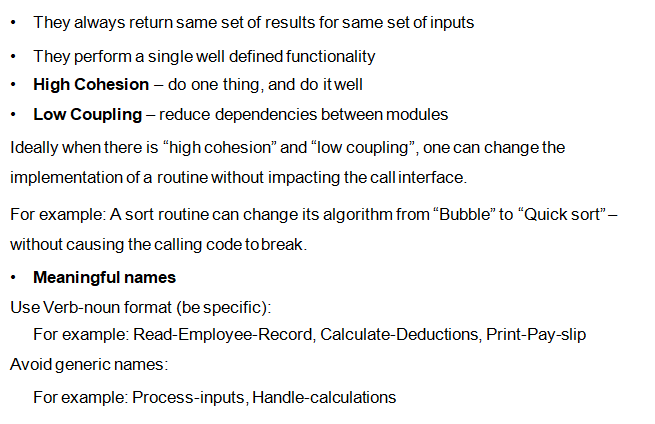 • They always return same set of results for same set of inputs
• They perform a single well defined functionality
• High Cohesion – do one thing, and do it well
• Low Coupling – reduce dependencies between modules
Ideally when there is “high cohesion” and “low coupling”, one can change the
implementation of a routine without impacting the call interface.
For example: A sort routine can change its algorithm from “Bubble” to “Quick sort” –
without causing the calling code to break.
• Meaningful names
Use Verb-noun format (be specific):
For example: Read-Employee-Record, Calculate-Deductions, Print-Pay-slip
Avoid generic names:
For example: Process-inputs, Handle-calculations